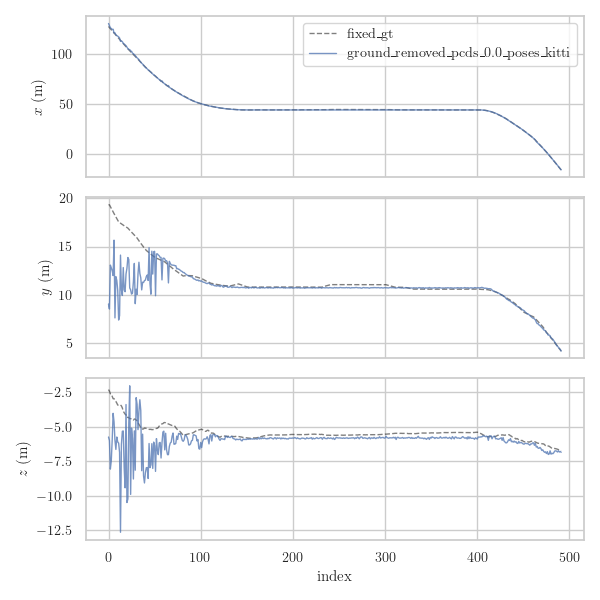 fixed_gt
ground_removed_pcds_0.0_poses_kitti
x (m)
100
50
0
y (m)
20
15
10
5
z (m)
−2.5
−5.0
−7.5
−10.0
−12.5
0 100 200 300 400 500
index